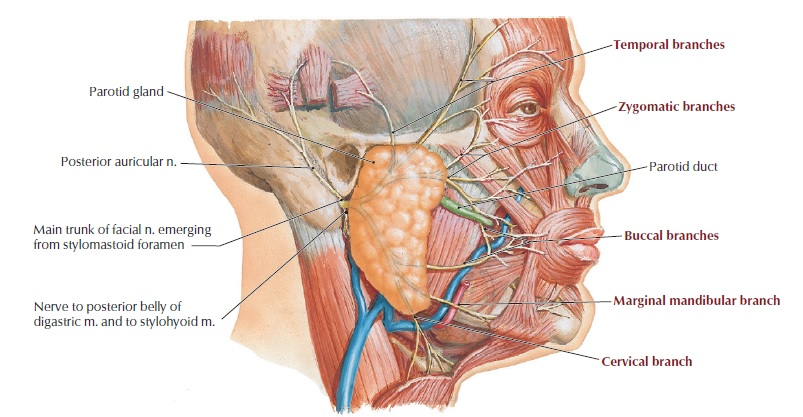 Temporal branches
Parotid gland
Zygomatic branches
Posterior auricular n.
Parotid duct
Main trunk of facial n. emerging
from stylomastoid foramen
Buccal branches
Nerve to posterior belly of
digastric m. and to stylohyoid m.
Marginal mandibular branch
Cervical branch